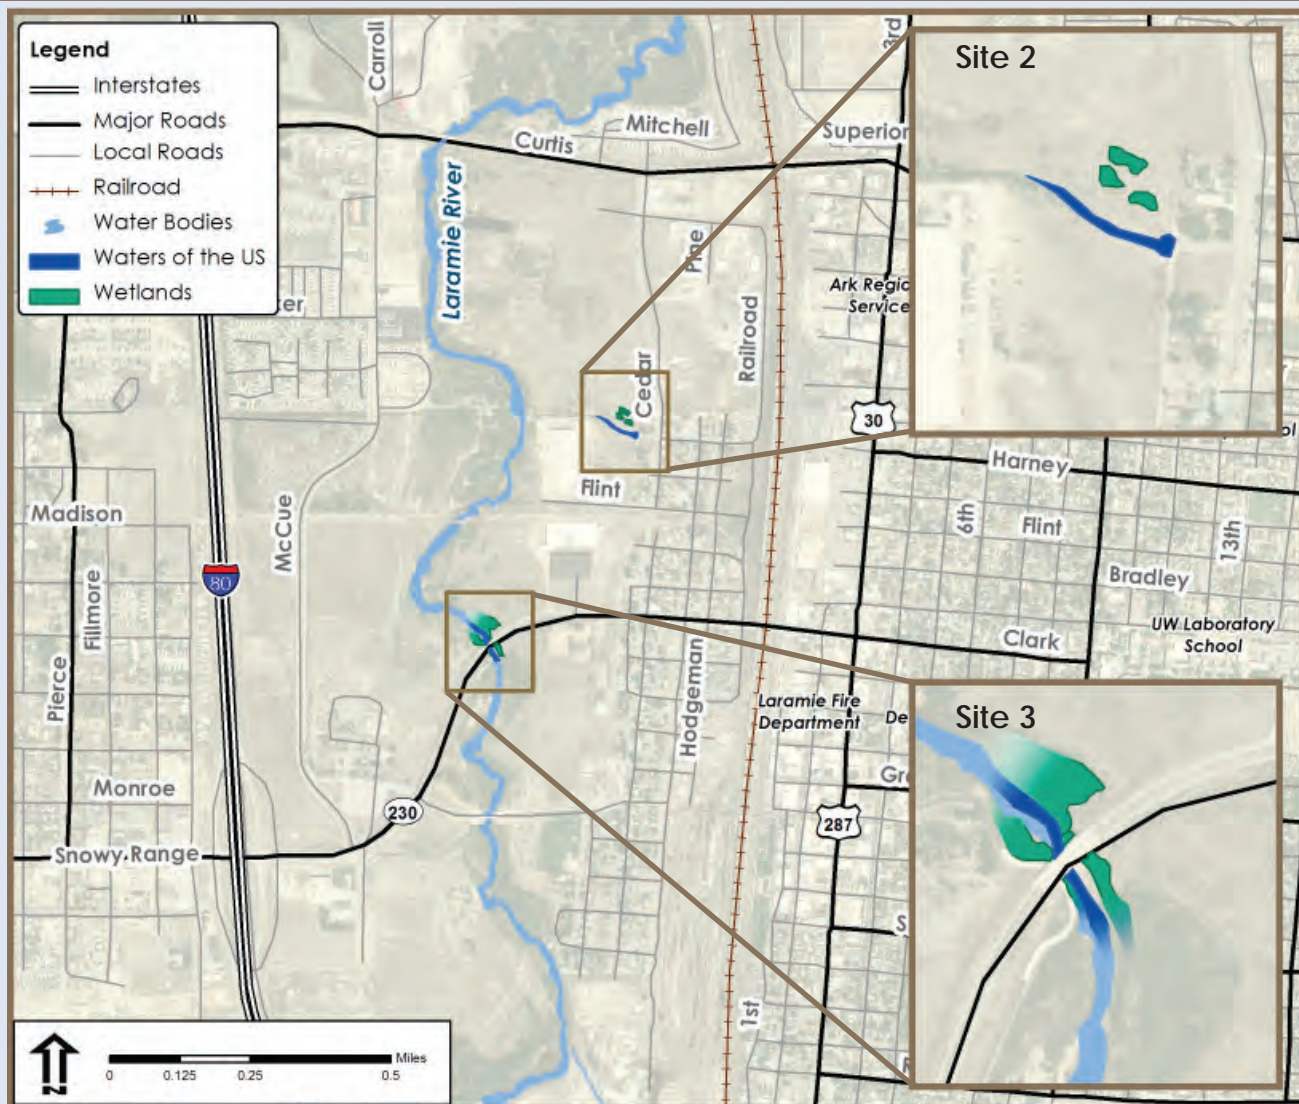 Legend
Interstates
Major Roads
Local Roads
Railroad
Water Bodies
Waters of the US
Wetlands
Carroll
3rd
Site 2
Mitchell
Curtis
Superior
Laramie River
Pine
Ark Regio
Service
Railroad
Cedar
30
Harney
Flint
Madison
McCue
6th
Flint
13th
80
Bradley
Fillmore
UW Laboratory
School
Clark
Pierce
Hodgeman
Laramie Fire
Department
De
Site 3
Monroe
Gr
230
287
Snowy Range
S
1st
N
Miles
0
0.125
0.25
0.5